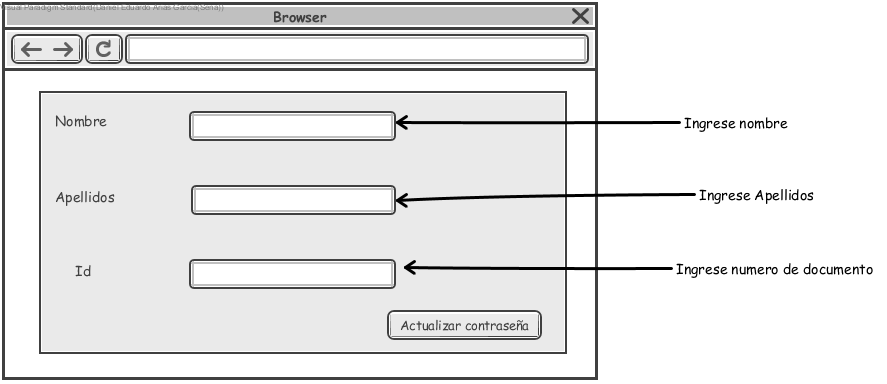 Visual Paradigm Standard(Daniel Eduardo Arias Garcia(Sena))
Browser
Nombre
Ingrese nombre
Apellidos
Ingrese Apellidos
Id
Ingrese numero de documento
Actualizar contraseña